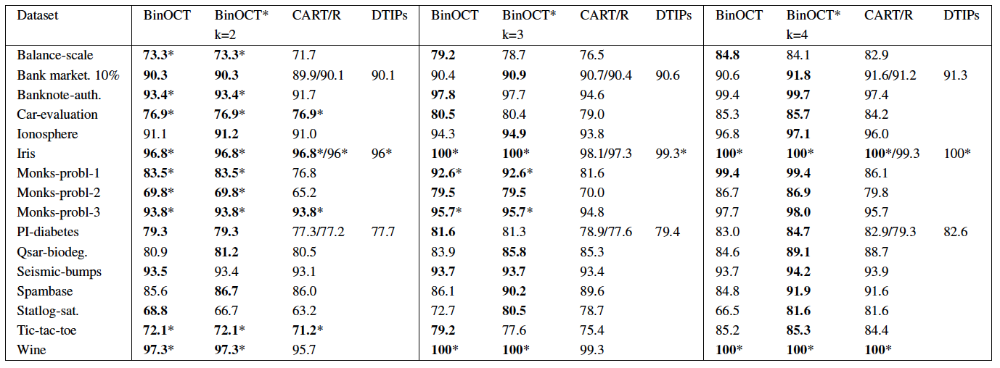 Dataset BinOCT BinOCT* CART/R DTIPs BinOCT BinOCT* CART/R DTIPs BinOCT BinOCT* CART/R DTIPs
k=2 k=3 k=4
Balance-scale 73.3* 73.3* 71.7 79.2 78.7 76.5 84.8 84.1 82.9
Bank market. 10% 90.3 90.3 89.9/90.1 90.1 90.4 90.9 90.7/90.4 90.6 90.6 91.8 91.6/91.2 91.3
Banknote-auth. 93.4* 93.4* 91.7 97.8 97.7 94.6 99.4 99.7 97.4
Car-evaluation 76.9* 76.9* 76.9* 80.5 80.4 79.0 85.3 85.7 84.2
Ionosphere 91.1 91.2 91.0 94.3 94.9 93.8 96.8 97.1 96.0
Iris 96.8* 96.8* 96.8*/96* 96* 100* 100* 98.1/97.3 99.3* 100* 100* 100*/99.3 100*
Monks-probl-1 83.5* 83.5* 76.8 92.6* 92.6* 81.6 99.4 99.4 86.1
Monks-probl-2 69.8* 69.8* 65.2 79.5 79.5 70.0 86.7 86.9 79.8
Monks-probl-3 93.8* 93.8* 93.8* 95.7* 95.7* 94.8 97.7 98.0 95.7
PI-diabetes 79.3 79.3 77.3/77.2 77.7 81.6 81.3 78.9/77.6 79.4 83.0 84.7 82.9/79.3 82.6
Qsar-biodeg. 80.9 81.2 80.5 83.9 85.8 85.3 84.6 89.1 88.7
Seismic-bumps 93.5 93.4 93.1 93.7 93.7 93.4 93.7 94.2 93.9
Spambase 85.6 86.7 86.0 86.1 90.2 89.6 84.8 91.9 91.6
Statlog-sat. 68.8 66.7 63.2 72.7 80.5 78.7 66.5 81.6 81.6
Tic-tac-toe 72.1* 72.1* 71.2* 79.2 77.6 75.4 85.2 85.3 84.4
Wine 97.3* 97.3* 95.7 100* 100* 99.3 100* 100* 100*